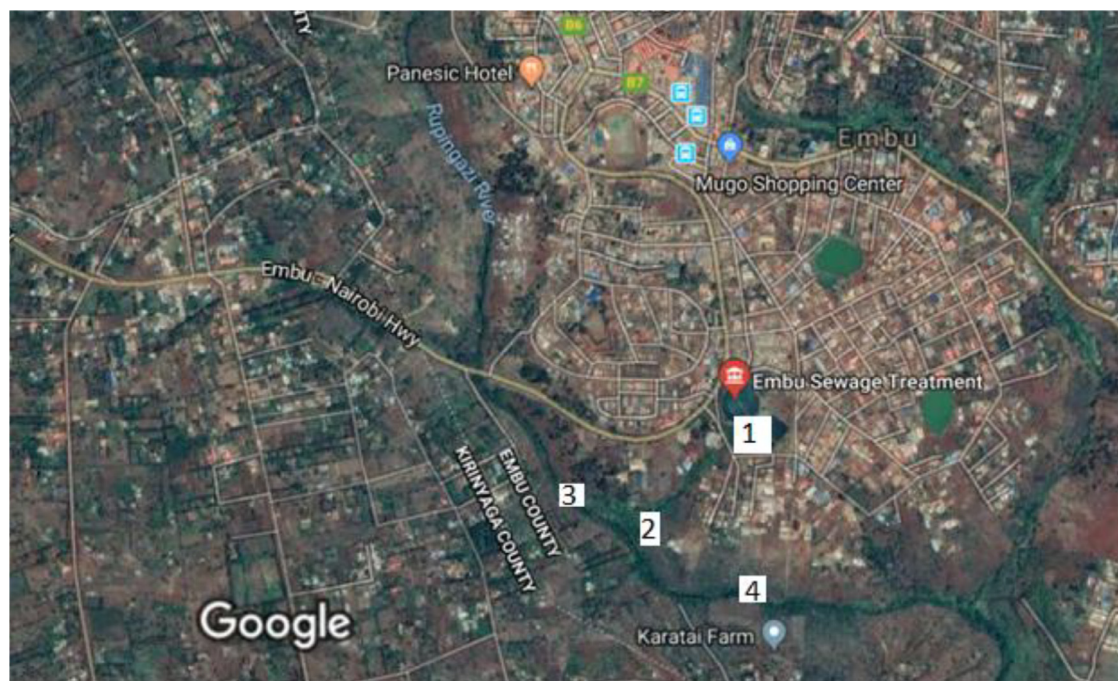 B6
Panesic Hotel
B7
Embu
Rupingazi River
Mugo Shopping Center
Embu - Nairobi Hwy
Embu Sewage Treatment
1
EMBU COUNTY
KIRINYAGA COUNTY
3
2
4
Google
Karatai Farm